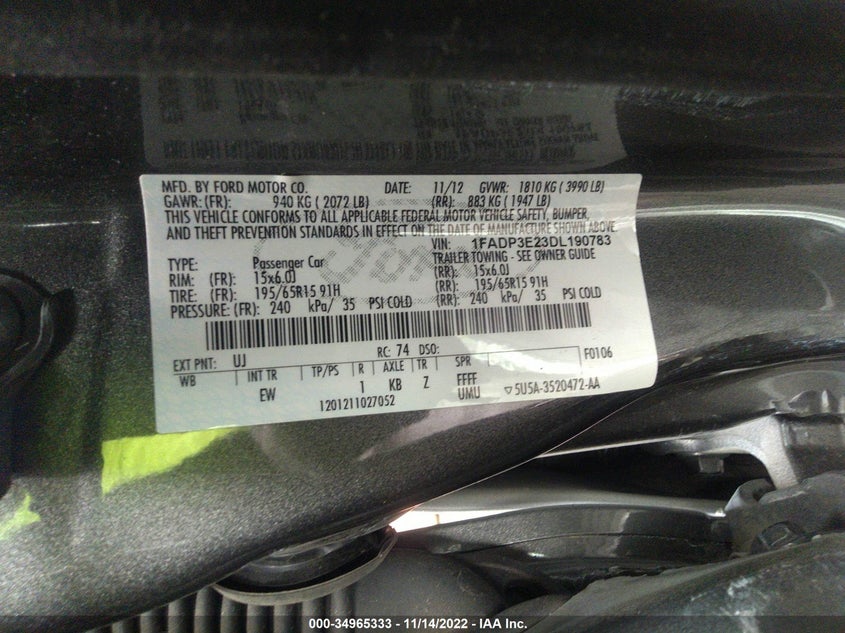 MFD. BY FORD MOTOR CO. DATE: 11/12 GVWR: 1810 KG ( 3990 LB)
GAWR: (FR): 940 KG ( 2072 LB) (RR): 883 KG ( 1947 LB)
THIS VEHICLE CONFORMS TO ALL APPLICABLE FEDERAL MOTOR VEHICLE SAFETY, BUMPER,
AND THEFT PREVENTION STANDARDS IN EFFECT ON THE DATE OF MANUFACTURE SHOWN ABOVE.
VIN: 1FADP3E23DL190783
TYPE: Passenger Car TRAILER TOWING - SEE OWNER GUIDE
RIM: (FR): 15x6.0J (RR): 15x6.0J
TIRE: (FR): 195/65R15 91H (RR): 195/65R15 91H
PRESSURE: (FR): 240 kPa/ 35 PSI COLD (RR): 240 kPa/ 35 PSI COLD
EXT PNT: UJ RC: 74 DSO: F0106
WB INT TR TP/PS R AXLE TR SPR
EW 1 KB Z FFFF
UMU
1201211027052 ▽5U5A-3520472-AA
Ford
000-34965333 - 11/14/2022 - IAA Inc.